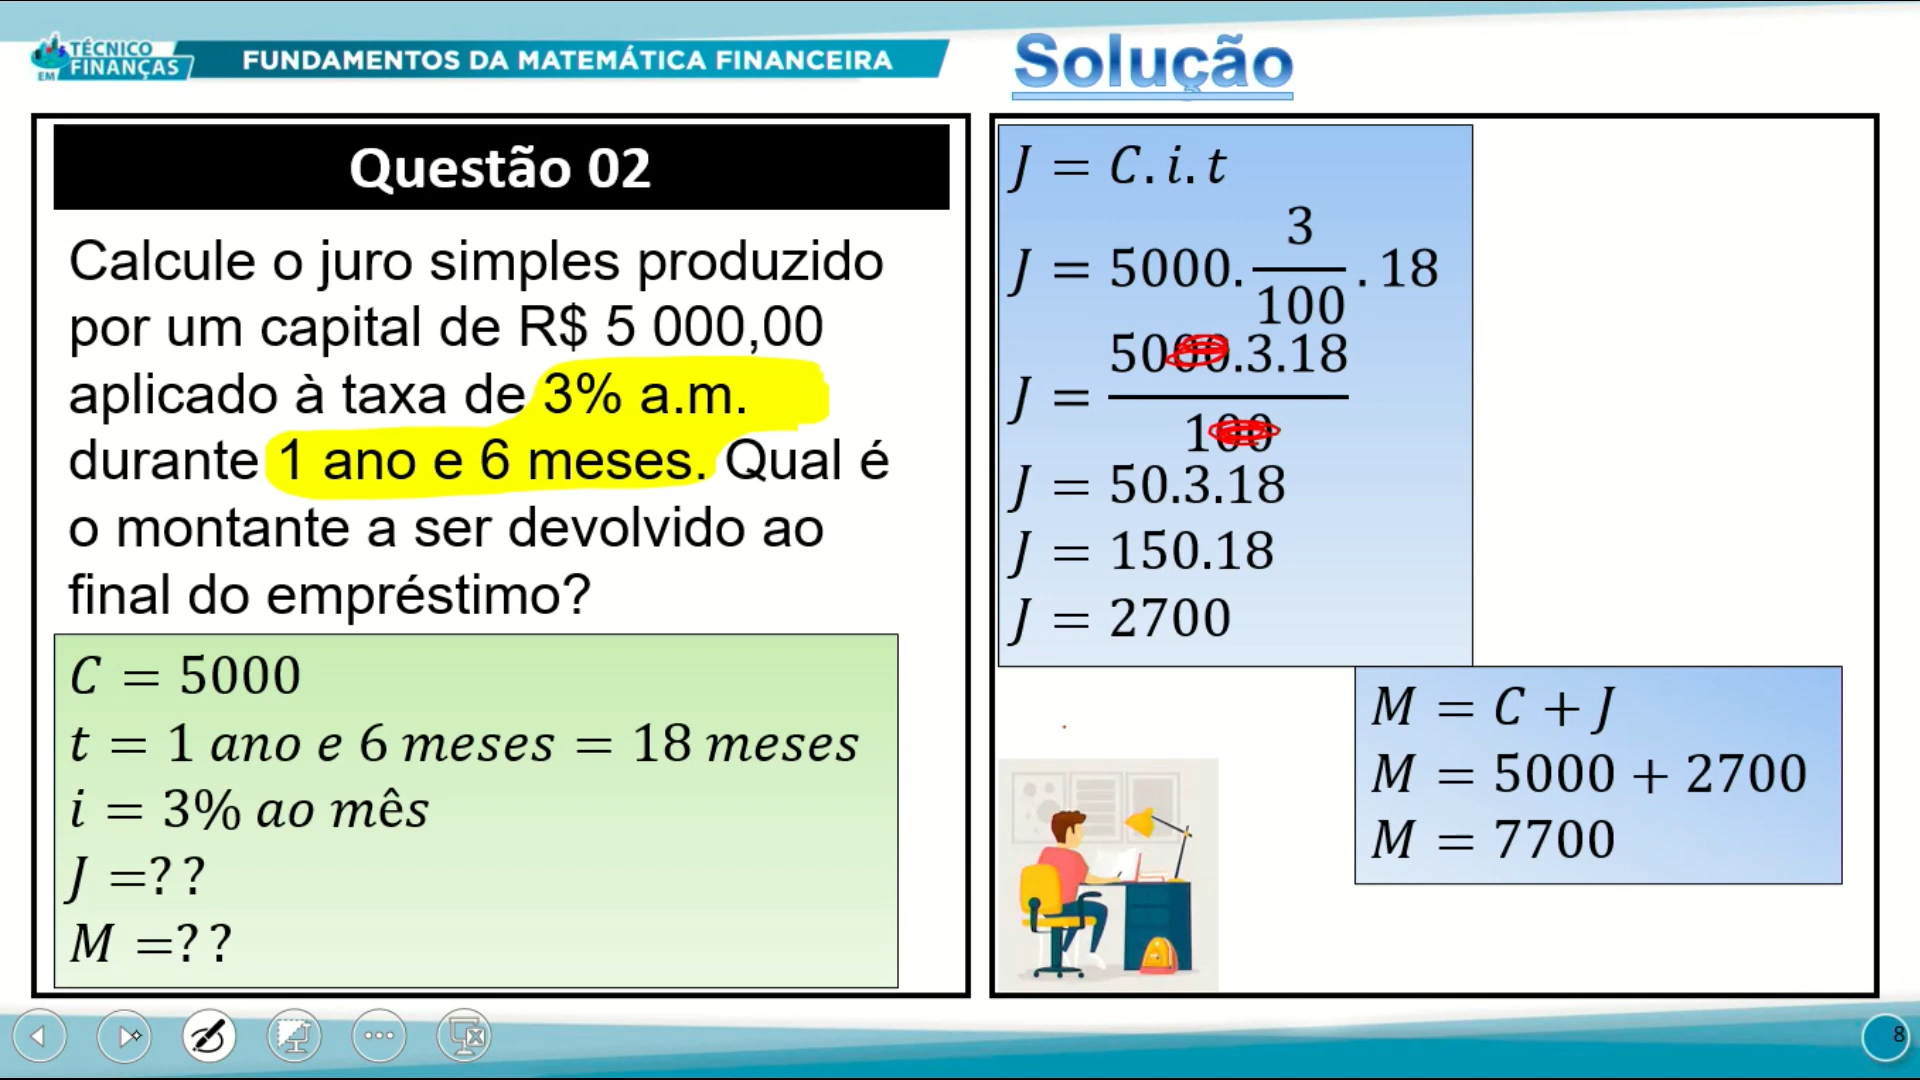 TÉCNICO
EM FINANÇAS
FUNDAMENTOS DA MATEMÁTICA FINANCEIRA
Solução
Questão 02
Calcule o juro simples produzido
por um capital de R$ 5 000,00
aplicado à taxa de 3% a.m.
durante 1 ano e 6 meses. Qual é
o montante a ser devolvido ao
final do empréstimo?
C = 5000
t = 1 ano e 6 meses = 18 meses
i = 3% ao mês
J =??
M =??
J = C.i.t
J = 5000. 3/100 .18
J = 5000.3.18/100
J = 50.3.18
J = 150.18
J = 2700
M = C + J
M = 5000 + 2700
M = 7700
8